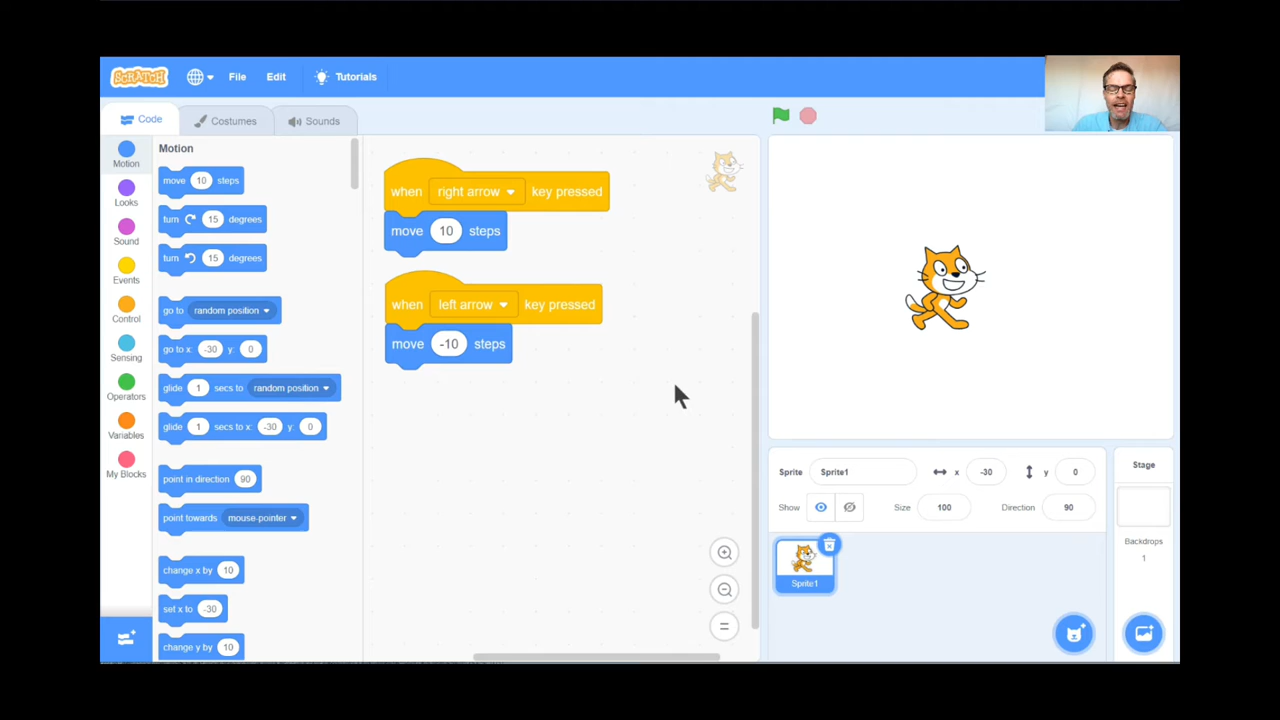 SCRATCH File Edit Tutorials
Code Costumes Sounds
Motion
Looks
Sound
Events
Control
Sensing
Operators
Variables
My Blocks
Motion
move 10 steps
turn 15 degrees
turn 15 degrees
go to random position
go to x: -30 y: 0
glide 1 secs to random position
glide 1 secs to x: -30 y: 0
point in direction 90
point towards mouse-pointer
change x by 10
set x to -30
change y by 10
when right arrow key pressed
move 10 steps
when left arrow key pressed
move -10 steps
Sprite Sprite1 x -30 y 0
Show Size 100 Direction 90
Sprite1
Stage
Backdrops
1